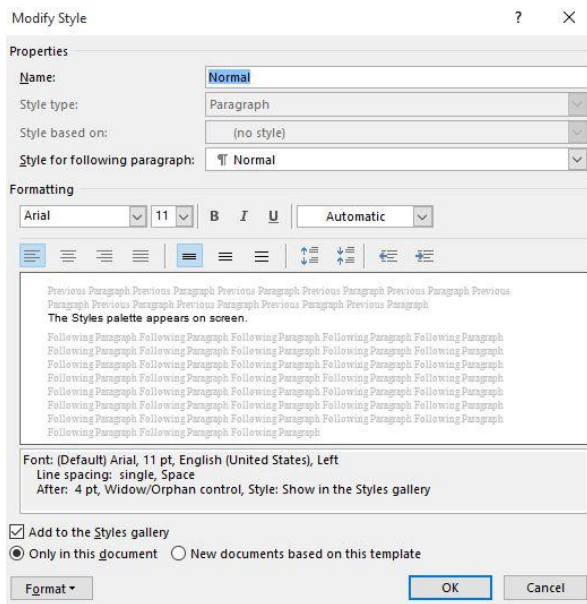 Modify Style ? ×
Properties
Name: Normal
Style type: Paragraph
Style based on: (no style)
Style for following paragraph: ¶ Normal
Formatting
Arial 11 B I U Automatic
Previous Paragraph Previous Paragraph Previous Paragraph Previous Paragraph Previous Paragraph Previous
Paragraph Previous Paragraph Previous Paragraph Previous Paragraph Previous Paragraph
The Styles palette appears on screen.
Following Paragraph Following Paragraph Following Paragraph Following Paragraph Following Paragraph
Following Paragraph Following Paragraph Following Paragraph Following Paragraph Following Paragraph
Following Paragraph Following Paragraph Following Paragraph Following Paragraph Following Paragraph
Following Paragraph Following Paragraph Following Paragraph Following Paragraph Following Paragraph
Following Paragraph Following Paragraph Following Paragraph Following Paragraph Following Paragraph
Following Paragraph Following Paragraph Following Paragraph Following Paragraph Following Paragraph
Following Paragraph Following Paragraph Following Paragraph Following Paragraph Following Paragraph
Following Paragraph Following Paragraph Following Paragraph
Font: (Default) Arial, 11 pt, English (United States), Left
Line spacing: single, Space
After: 4 pt, Widow/Orphan control, Style: Show in the Styles gallery
Add to the Styles gallery
Only in this document New documents based on this template
Format OK Cancel